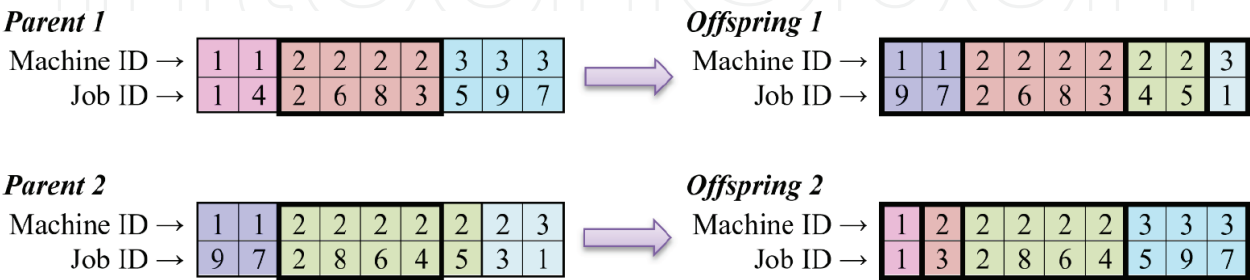 Parent 1
Offspring 1
Machine ID → 1 1 2 2 2 2 3 3 3
Machine ID → 1 1 2 2 2 2 2 2 3
Job ID → 1 4 2 6 8 3 5 9 7
Job ID → 9 7 2 6 8 3 4 5 1
Parent 2
Offspring 2
Machine ID → 1 1 2 2 2 2 2 2 3
Machine ID → 1 2 2 2 2 2 3 3 3
Job ID → 9 7 2 8 6 4 5 3 1
Job ID → 1 3 2 8 6 4 5 9 7